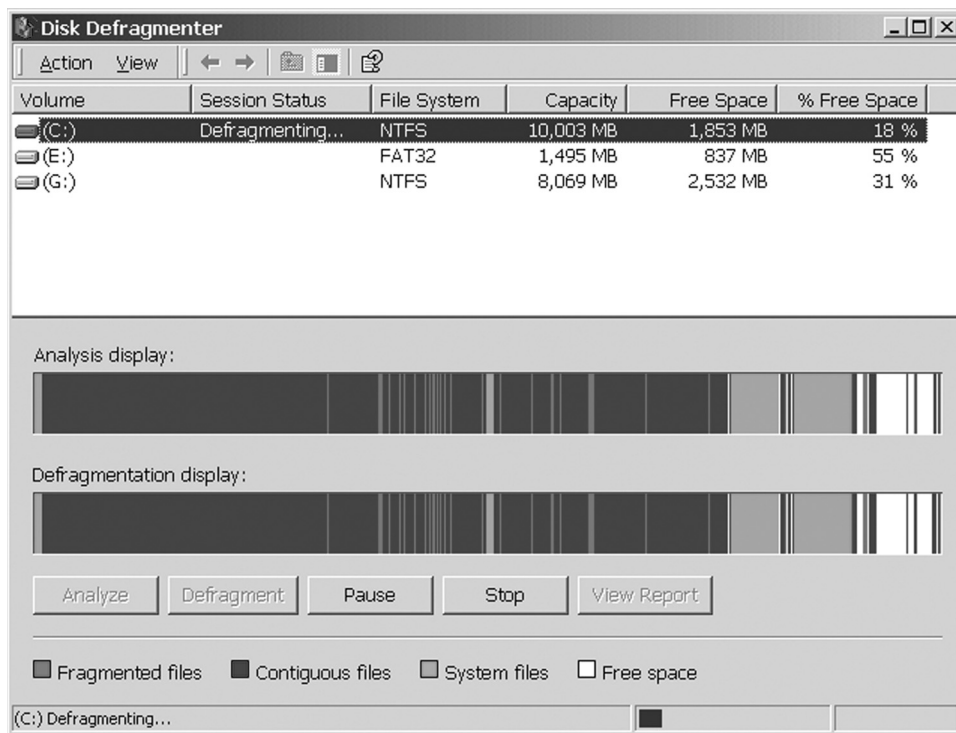 Disk Defragmenter
Action View
Volume Session Status File System Capacity Free Space % Free Space
(C:) Defragmenting... NTFS 10,003 MB 1,853 MB 18 %
(E:) FAT32 1,495 MB 837 MB 55 %
(G:) NTFS 8,069 MB 2,532 MB 31 %
Analysis display:
Defragmentation display:
Analyze Defragment Pause Stop View Report
Fragmented files Contiguous files System files Free space
(C:) Defragmenting...